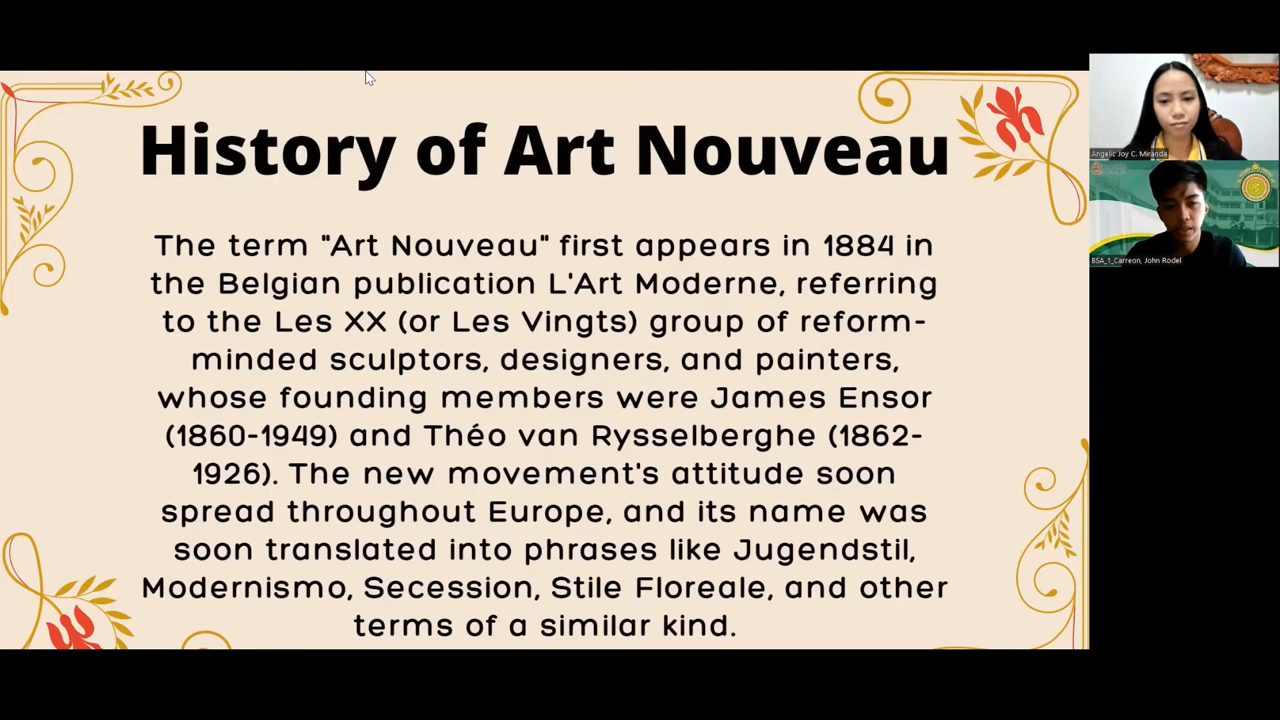 History of Art Nouveau
The term "Art Nouveau" first appears in 1884 in
the Belgian publication L'Art Moderne, referring
to the Les XX (or Les Vingts) group of reform-
minded sculptors, designers, and painters,
whose founding members were James Ensor
(1860-1949) and Théo van Rysselberghe (1862-
1926). The new movement's attitude soon
spread throughout Europe, and its name was
soon translated into phrases like Jugendstil,
Modernismo, Secession, Stile Floreale, and other
terms of a similar kind.
Angelic Joy C. Miranda
BSA_1_Carreon, John Rodel